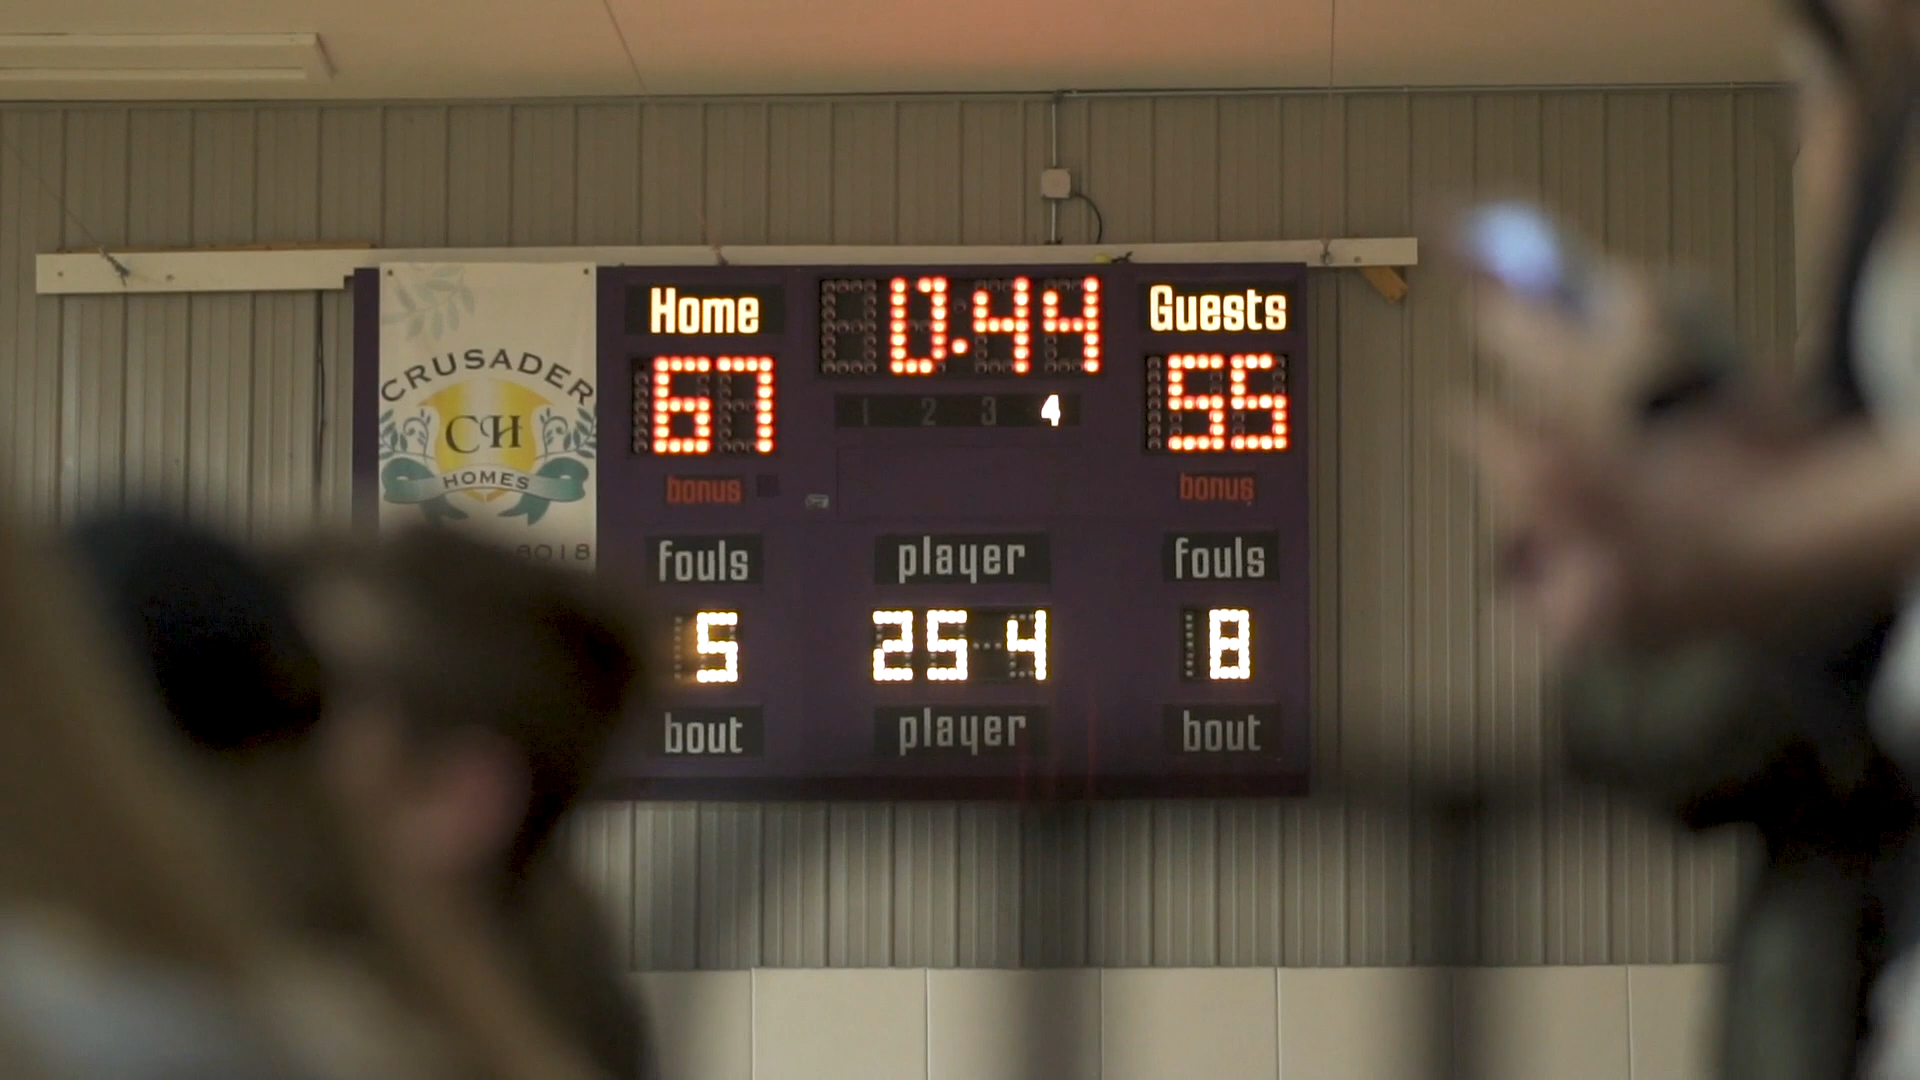 CRUSADER
CH
HOMES
8018
Home 0.44 Guests
67 1 2 3 4 55
bonus bonus
fouls player fouls
5 25 4 8
bout player bout